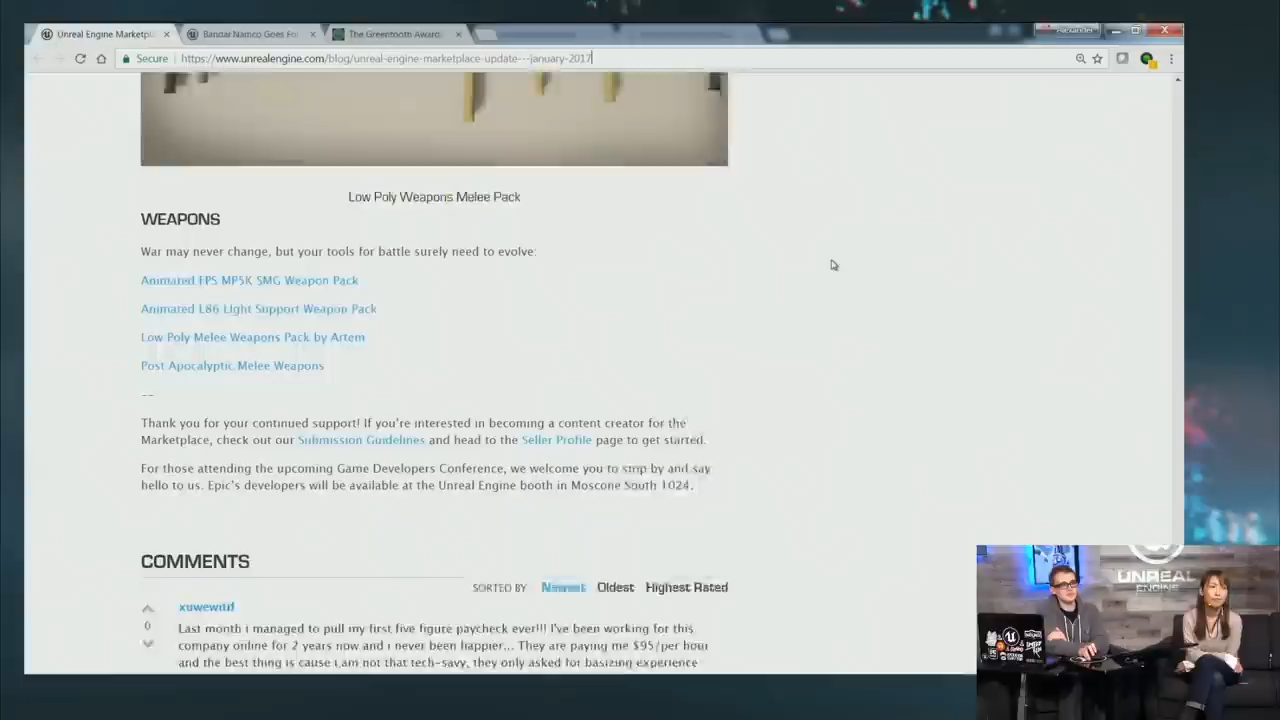 Unreal Engine Marketpl
Bandai Namco Goes Fo
The Greentooth Award
Alexander
Secure
https://www.unrealengine.com/blog/unreal-engine-marketplace-update---january-2017
Low Poly Weapons Melee Pack
WEAPONS
War may never change, but your tools for battle surely need to evolve:
Animated FPS MP5K SMG Weapon Pack
Animated L86 Light Support Weapon Pack
Low Poly Melee Weapons Pack by Artem
Post Apocalyptic Melee Weapons
--
Thank you for your continued support! If you're interested in becoming a content creator for the
Marketplace, check out our Submission Guidelines and head to the Seller Profile page to get started.
For those attending the upcoming Game Developers Conference, we welcome you to stop by and say
hello to us. Epic's developers will be available at the Unreal Engine booth in Moscone South 1024.
COMMENTS
SORTED BY Newest Oldest Highest Rated
xuwewitif
0
Last month i managed to pull my first five figure paycheck ever!!! I've been working for this
company online for 2 years now and i never been happier... They are paying me $95/per hour
and the best thing is cause i am not that tech-savy, they only asked for basizing experience
UNREAL
ENGINE